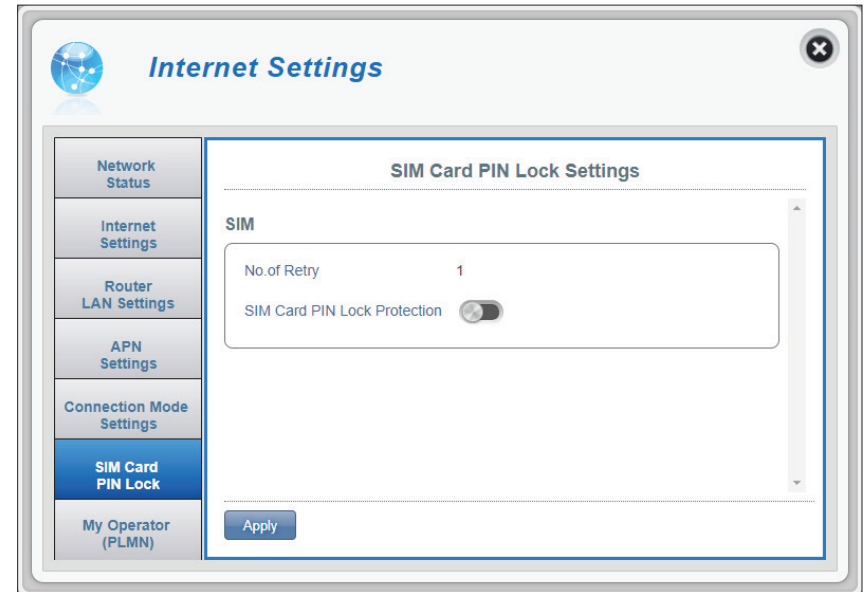 Internet Settings
Network
Status
Internet
Settings
Router
LAN Settings
APN
Settings
Connection Mode
Settings
SIM Card
PIN Lock
My Operator
(PLMN)
SIM Card PIN Lock Settings
SIM
No.of Retry 1
SIM Card PIN Lock Protection
Apply